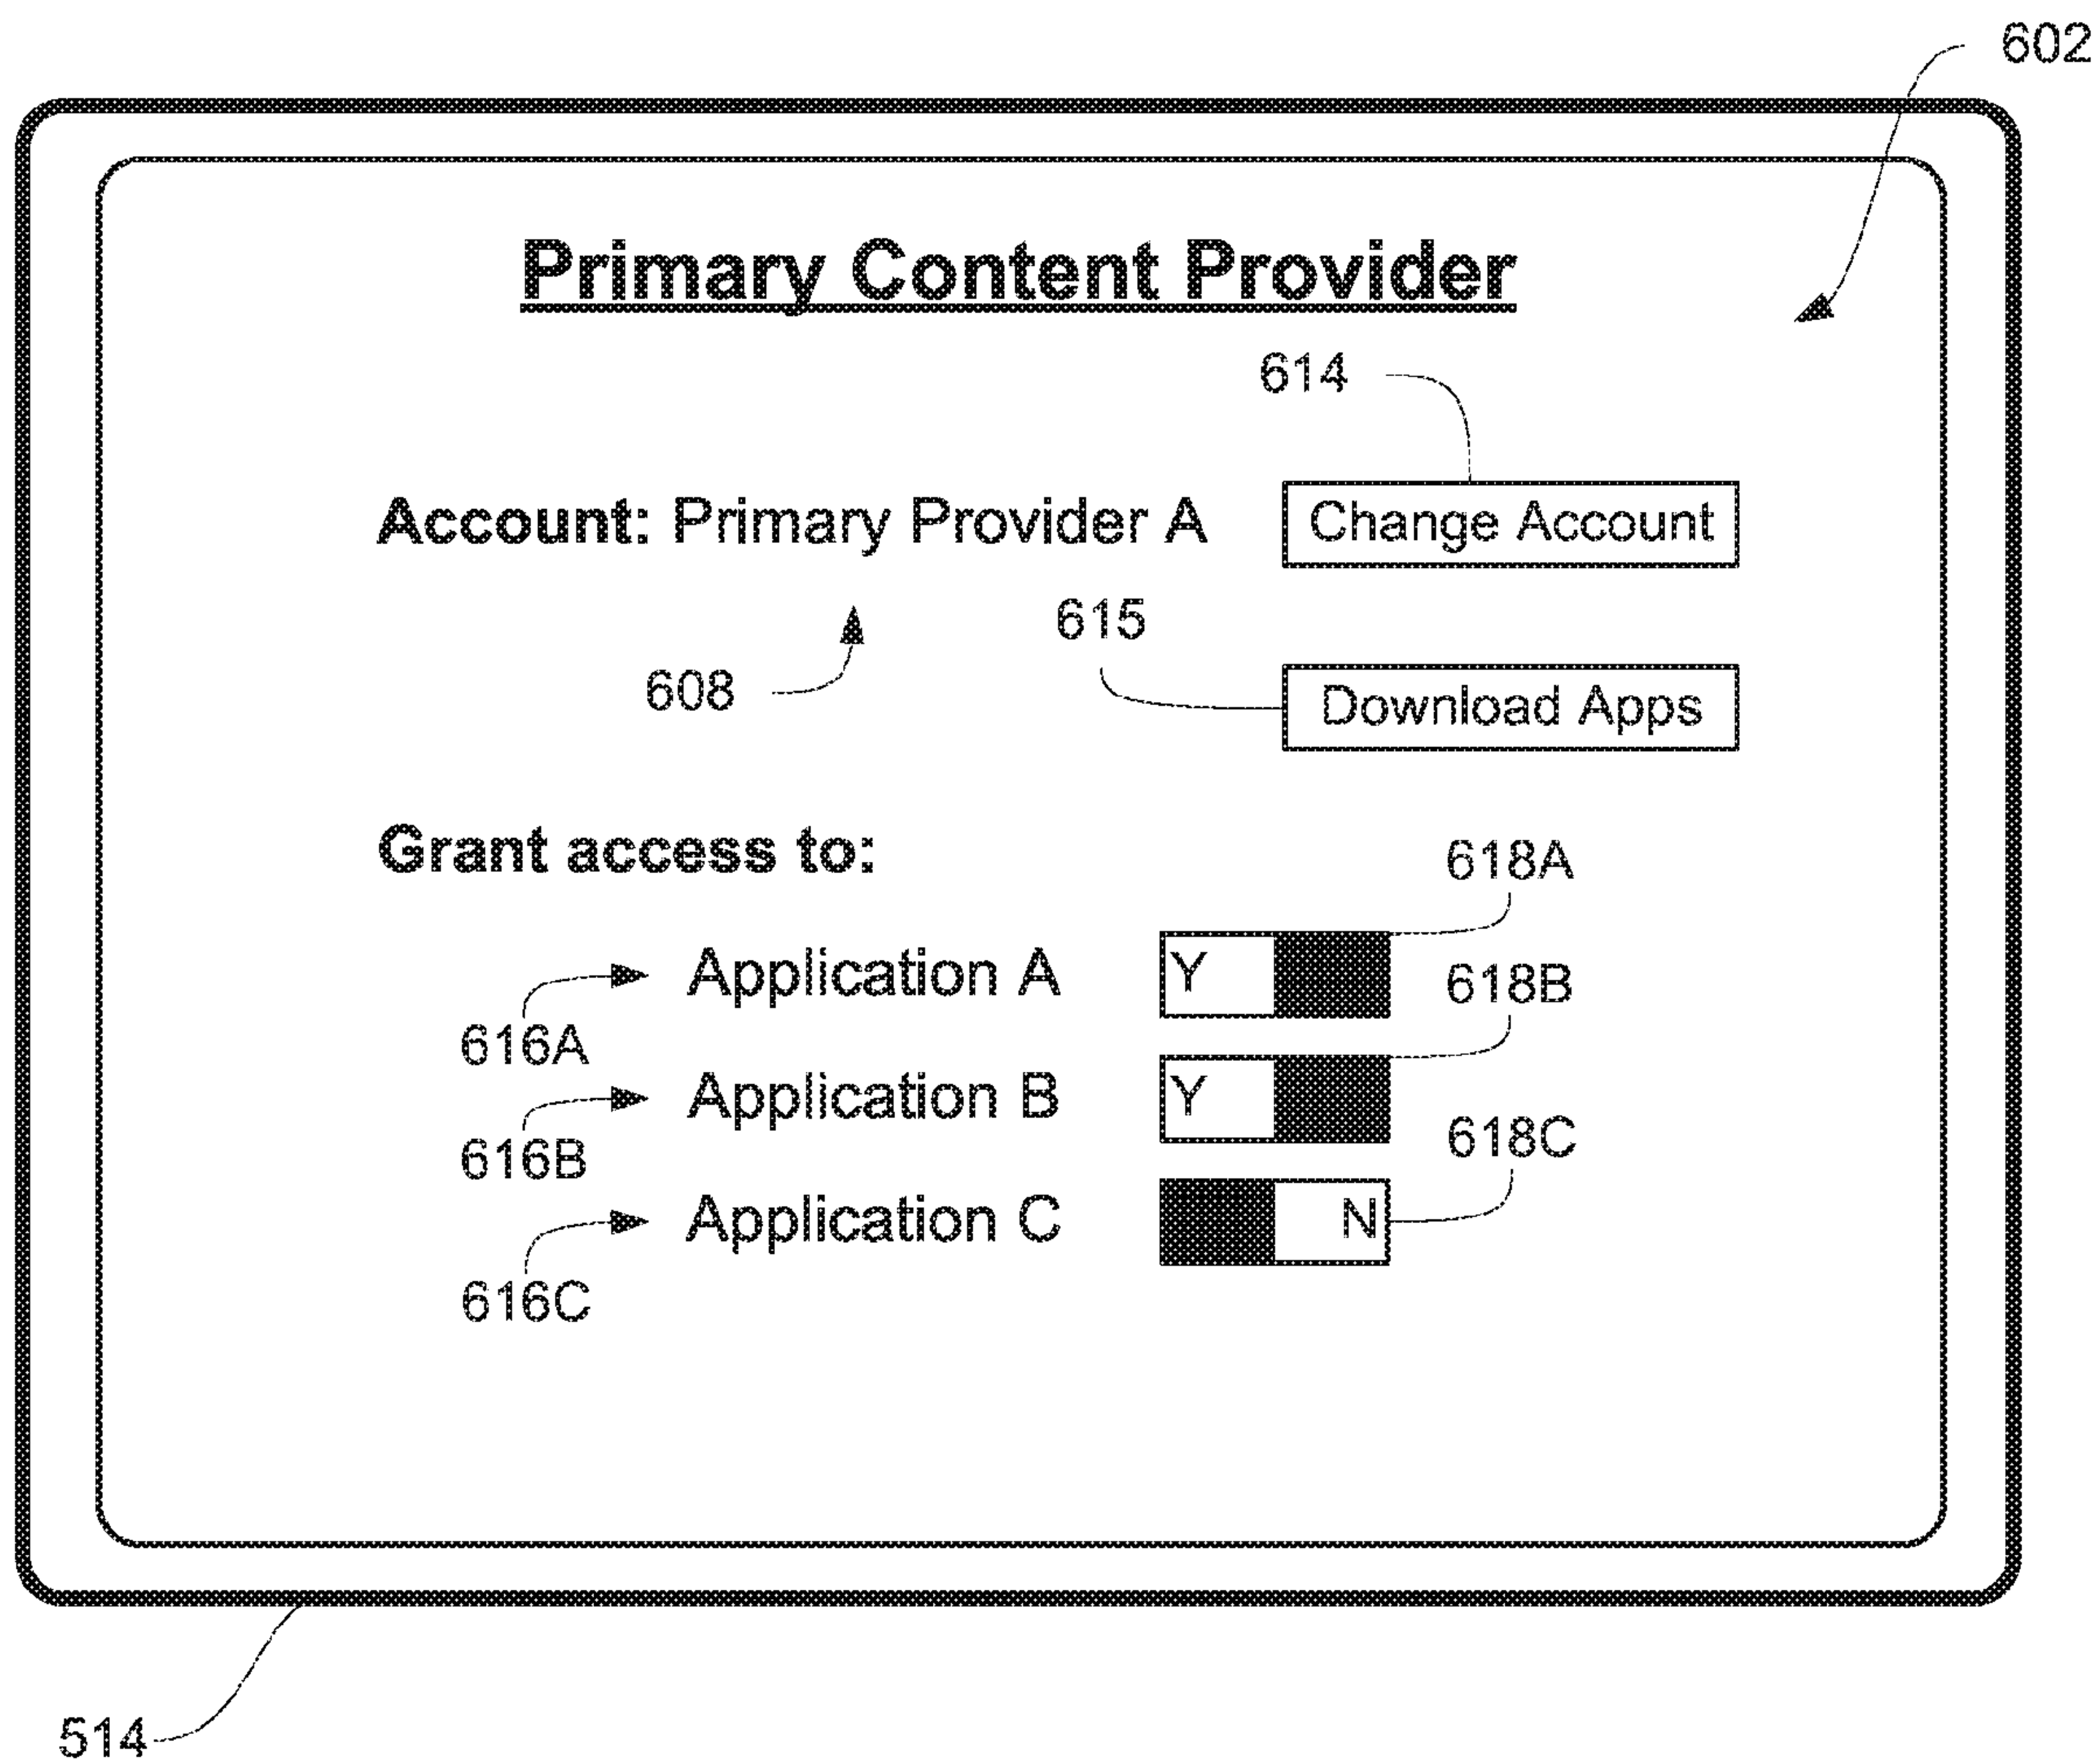 602
Primary Content Provider
614
Account: Primary Provider A
Change Account
615
608
Download Apps
Grant access to:
618A
Application A
Y
618B
616A
Application B
Y
618C
616B
Application C
N
616C
514